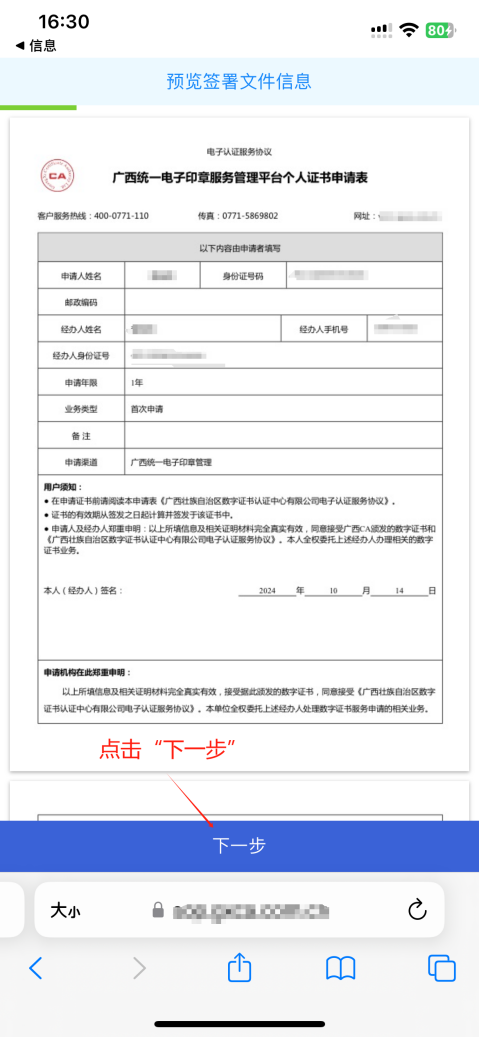 16:30
80
◀ 信息
预览签署文件信息
电子认证服务协议
CA
广西统一电子印章服务管理平台个人证书申请表
客户服务热线：400-0771-110 传真：0771-5869802 网址：
以下内容由申请者填写
申请人姓名 身份证号码
邮政编码
经办人姓名 经办人手机号
经办人身份证号
申请年限 1年
业务类型 首次申请
备 注
申请渠道 广西统一电子印章管理
用户须知：
● 在申请证书前请阅读本申请表《广西壮族自治区数字证书认证中心有限公司电子认证服务协议》。
● 证书的有效期从签发之日起计算并签发于该证书中。
● 申请人及经办人郑重申明：以上所填信息及相关证明材料完全真实有效，同意接受广西CA颁发的数字证书和
《广西壮族自治区数字证书认证中心有限公司电子认证服务协议》。本人全权委托上述经办人办理相关的数字
证书业务。
本人（经办人）签名： 2024 年 10 月 14 日
申请机构在此郑重申明：
以上所填信息及相关证明材料完全真实有效，接受据此颁发的数字证书，同意接受《广西壮族自治区数字
证书认证中心有限公司电子认证服务协议》。本单位全权委托上述经办人处理数字证书服务申请的相关业务。
点击“下一步”
下一步
大小